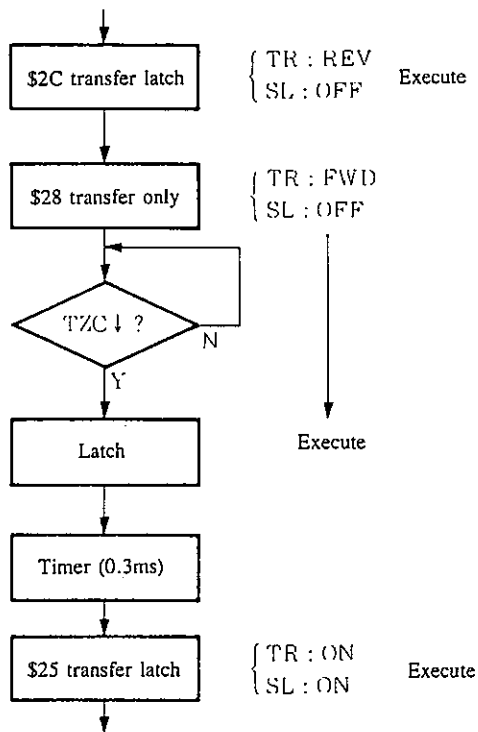 $2C transfer latch
{ TR : REV
SL : OFF
Execute
$28 transfer only
{ TR : FWD
SL : OFF
TZC ↓ ?
N
Y
Latch
Execute
Timer (0.3ms)
$25 transfer latch
{ TR : ON
SL : ON
Execute